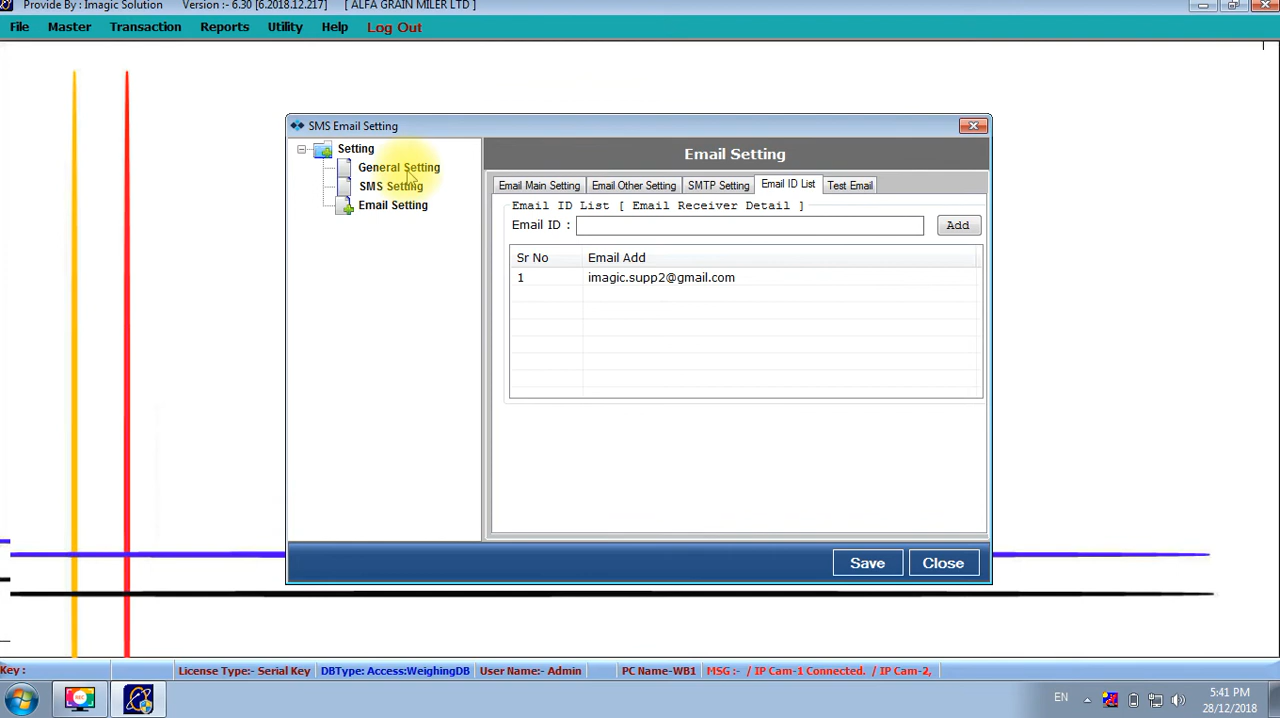 Provide By : Imagic Solution Version :- 6.30 [6.2018.12.217] [ ALFA GRAIN MILER LTD ]
File Master Transaction Reports Utility Help Log Out
SMS Email Setting
Setting
General Setting
SMS Setting
Email Setting
Email Setting
Email Main Setting Email Other Setting SMTP Setting Email ID List Test Email
Email ID List [ Email Receiver Detail ]
Email ID : Add
Sr No Email Add
1 imagic.supp2@gmail.com
Save Close
Key : License Type:- Serial Key DBType: Access:WeighingDB User Name:- Admin PC Name-WB1 MSG :- / IP Cam-1 Connected. / IP Cam-2,
REC EN 5:41 PM
28/12/2018